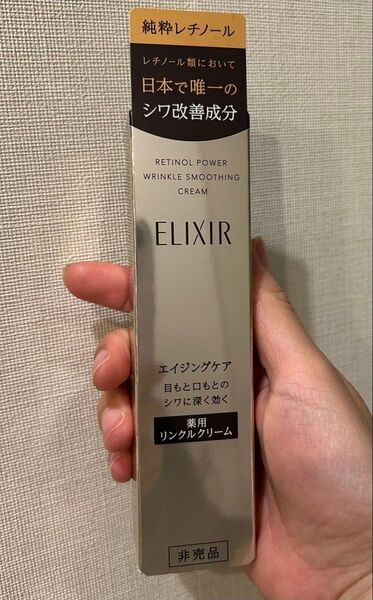 純粋レチノール
レチノール類において
日本で唯一の
シワ改善成分
RETINOL POWER
WRINKLE SMOOTHING
CREAM
ELIXIR
エイジングケア
目もと口もとの
シワに深く効く
薬用
リンクルクリーム
非売品